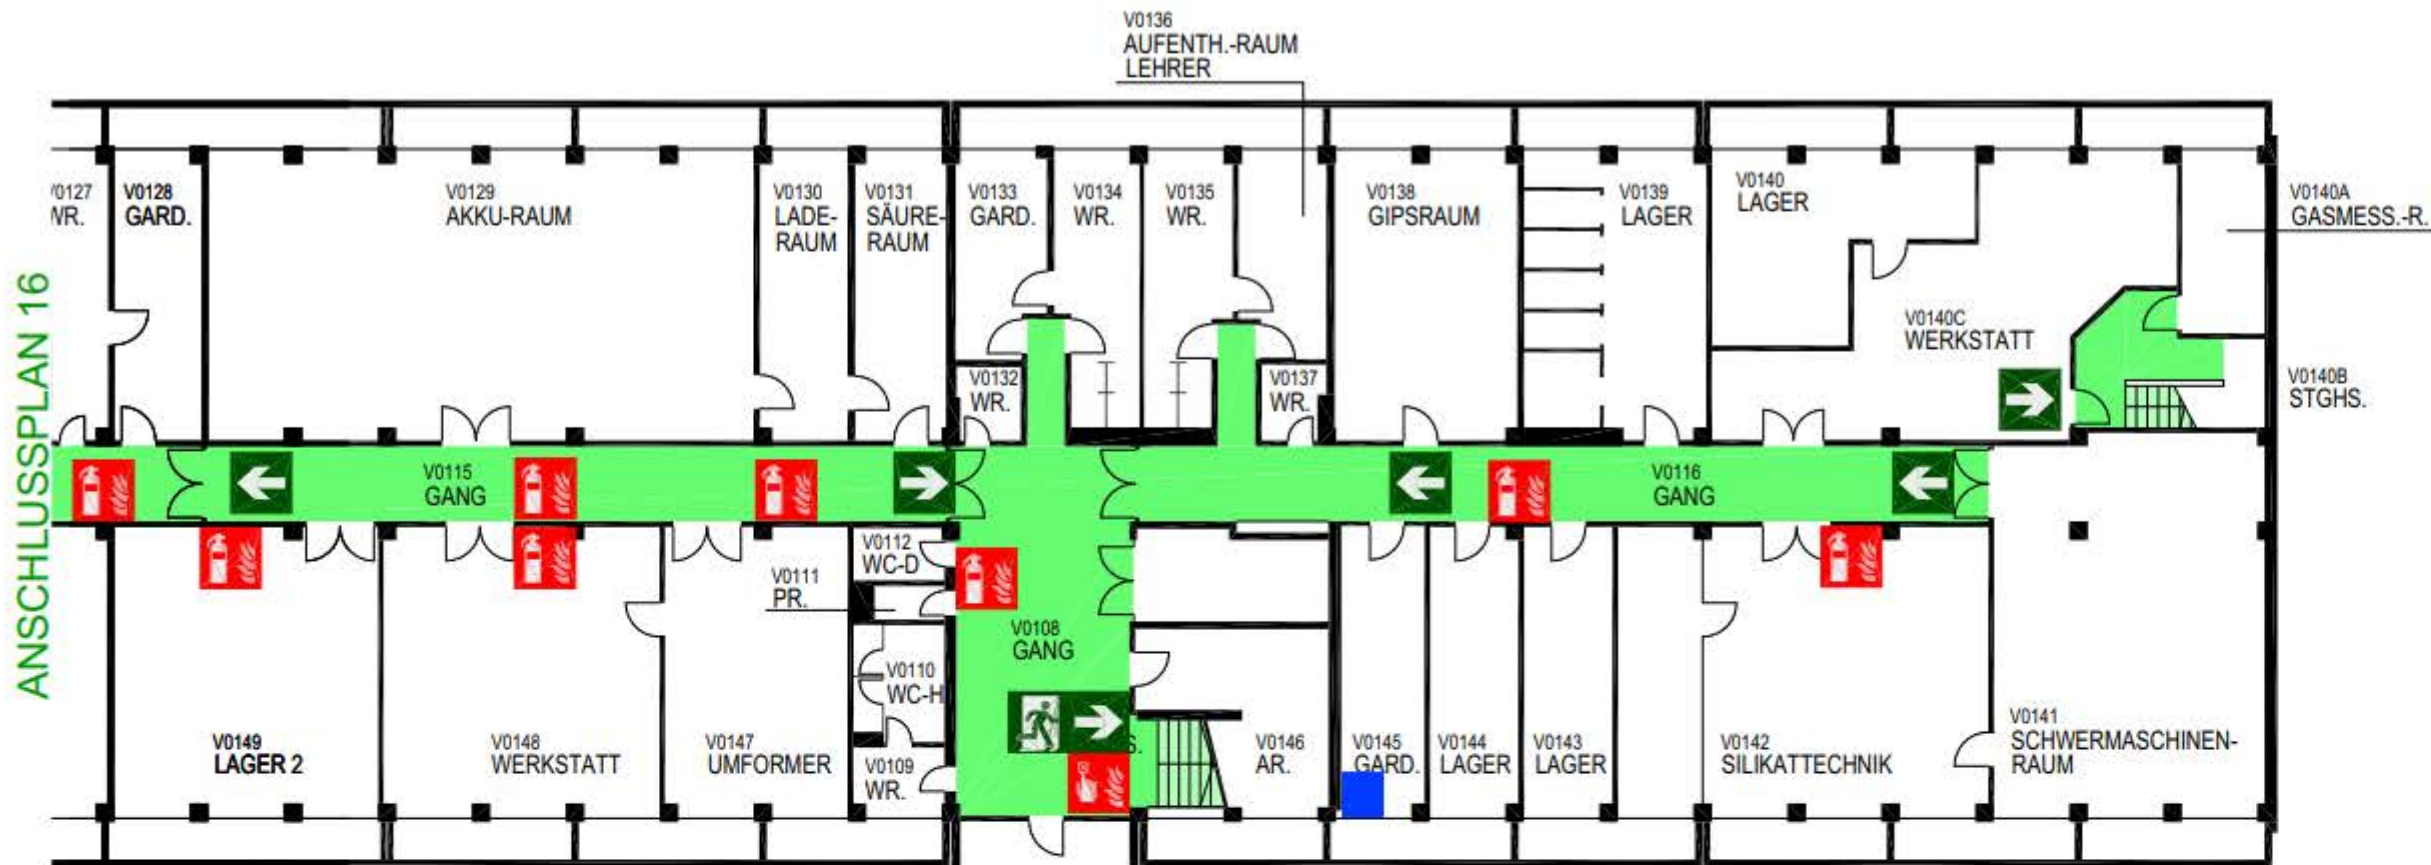 V0136
AUFENTH.-RAUM
LEHRER
V0128
GARD.
V0129
AKKU-RAUM
V0130
LADE-
RAUM
V0131
SÄURE-
RAUM
V0133
GARD.
V0134
WR.
V0135
WR.
V0138
GIPSRAUM
V0139
LAGER
V0140
LAGER
V0140A
GASMESS.-R.
V0127
WR.
V0140C
WERKSTATT
V0132
WR.
V0137
WR.
V0140B
STGHS.
ANSCHLUSSPLAN 16
V0115
GANG
V0116
GANG
V0112
WC-D
V0111
PR.
V0108
GANG
V0110
WC-H
V0149
LAGER 2
V0148
WERKSTATT
V0147
UMFORMER
V0109
WR.
S.
V0146
AR.
V0145
GARD.
V0144
LAGER
V0143
LAGER
V0142
SILIKATTECHNIK
V0141
SCHWERMASCHINEN-
RAUM